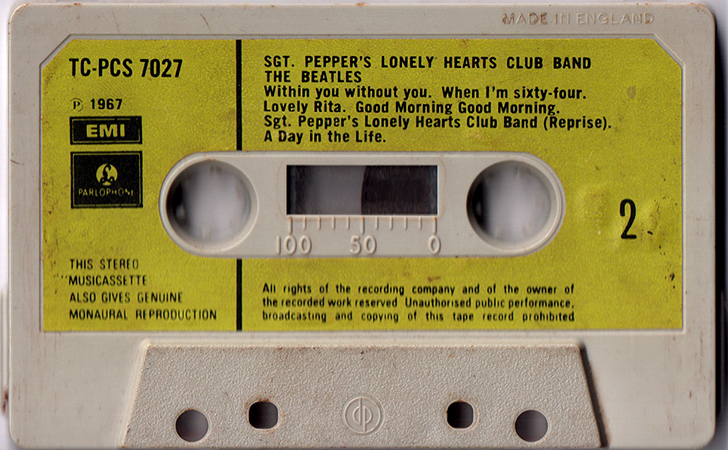 MADE IN ENGLAND
TC-PCS 7027
℗ 1967
EMI
PARLOPHONE
THIS STEREO
MUSICASSETTE
ALSO GIVES GENUINE
MONAURAL REPRODUCTION
SGT. PEPPER'S LONELY HEARTS CLUB BAND
THE BEATLES
Within you without you. When I'm sixty-four.
Lovely Rita. Good Morning Good Morning.
Sgt. Pepper's Lonely Hearts Club Band (Reprise).
A Day in the Life.
100 50 0
2
All rights of the recording company and of the owner of
the recorded work reserved Unauthorised public performance,
broadcasting and copying of this tape record prohibited